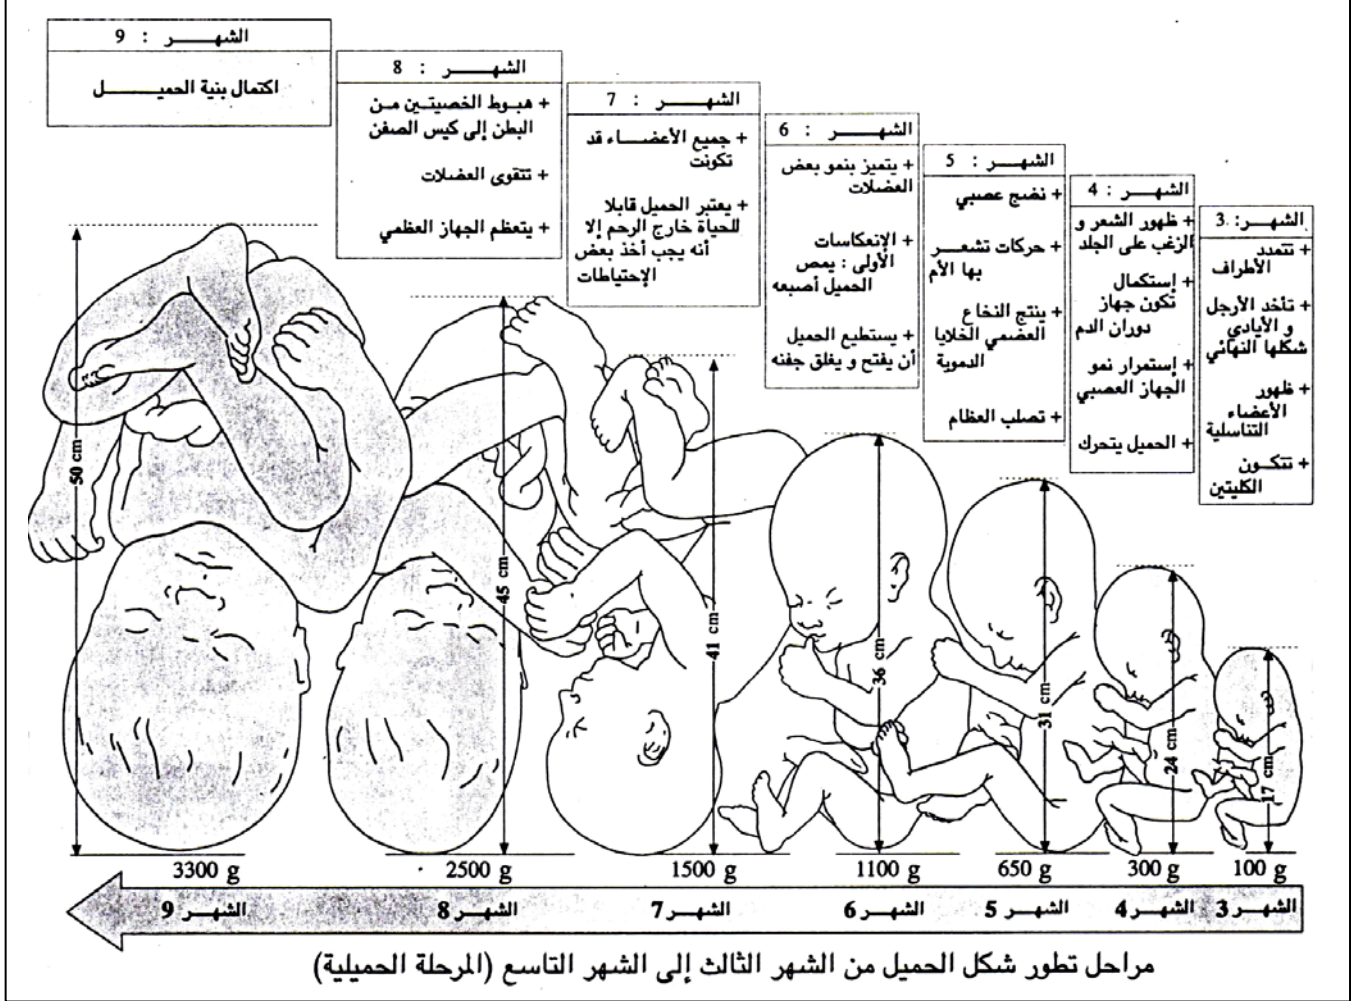 الشهر : 3
+ تتمدد
الأطراف
+ تأخد الأرجل
و الأيادي
شكلها النهائي
+ ظهور
الأعضاء
التناسلية
+ تتكون
الكليتين
الشهر : 4
+ ظهور الشعر و
الزغب على الجلد
+ إستكمال
تكون جهاز
دوران الدم
+ إستمرار نمو
الجهاز العصبي
+ الحميل يتحرك
الشهر : 5
+ نضج عصبي
+ حركات تشعر
بها الأم
+ ينتج النخاع
العضمي الخلايا
الدموية
+ تصلب العظام
الشهر : 6
+ يتميز بنمو بعض
العضلات
+ الإنعكاسات
الأولى : يمص
الحميل أصبعه
+ يستطيع الحميل
أن يفتح و يغلق جفنه
الشهر : 7
+ جميع الأعضاء قد
تكونت
+ يعتبر الحميل قابلا
للحياة خارج الرحم إلا
أنه يجب أخذ بعض
الإحتياطات
الشهر : 8
+ هبوط الخصيتين من
البطن إلى كيس الصفن
+ تتقوى العضلات
+ يتعظم الجهاز العظمي
الشهر : 9
اكتمال بنية الحميل
17 cm
24 cm
31 cm
36 cm
41 cm
45 cm
50 cm
100 g
300 g
650 g
1100 g
1500 g
2500 g
3300 g
الشهر 3
الشهر 4
الشهر 5
الشهر 6
الشهر 7
الشهر 8
الشهر 9
مراحل تطور شكل الحميل من الشهر الثالث إلى الشهر التاسع (المرحلة الحميلية)